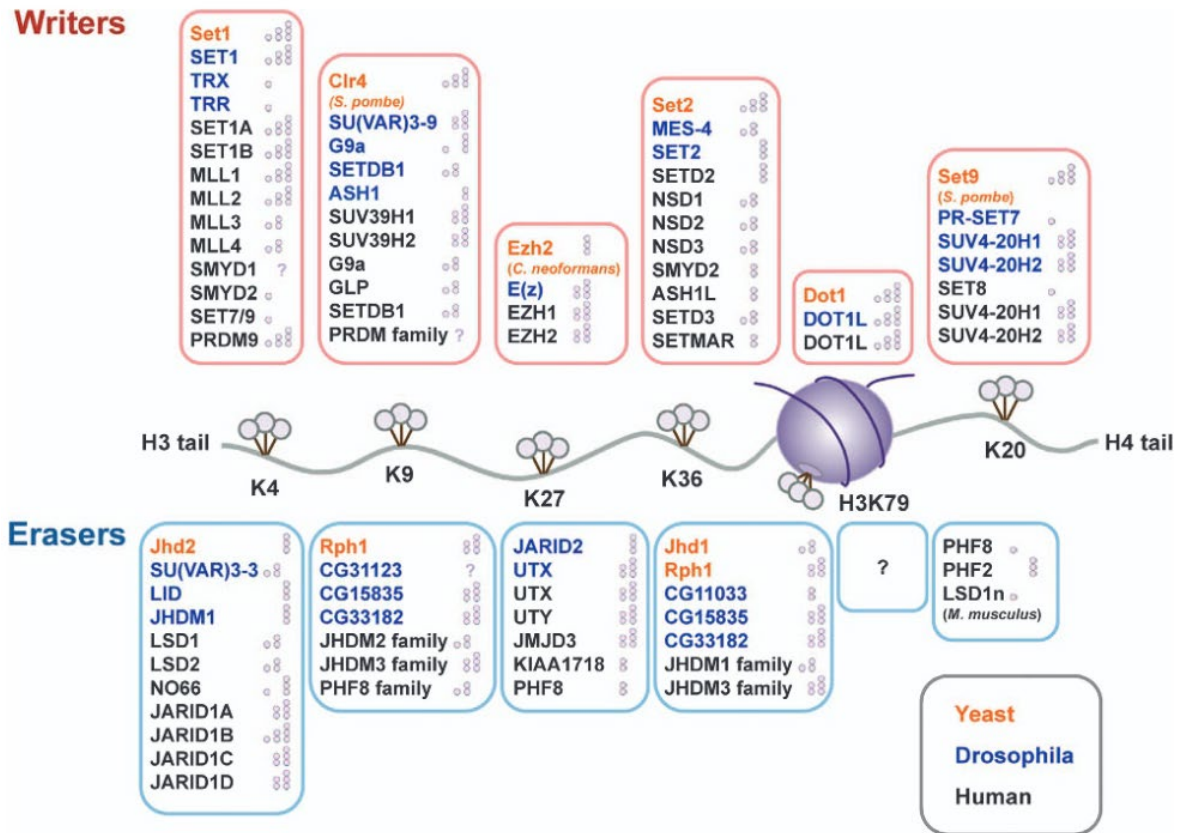 Writers
Set1
SET1
TRX
TRR
SET1A
SET1B
MLL1
MLL2
MLL3
MLL4
SMYD1 ?
SMYD2
SET7/9
PRDM9
Clr4
(S. pombe)
SU(VAR)3-9
G9a
SETDB1
ASH1
SUV39H1
SUV39H2
G9a
GLP
SETDB1
PRDM family ?
Ezh2
(C. neoformans)
E(z)
EZH1
EZH2
Set2
MES-4
SET2
SETD2
NSD1
NSD2
NSD3
SMYD2
ASH1L
SETD3
SETMAR
Dot1
DOT1L
DOT1L
Set9
(S. pombe)
PR-SET7
SUV4-20H1
SUV4-20H2
SET8
SUV4-20H1
SUV4-20H2
H3 tail
K4
K9
K27
K36
H3K79
K20
H4 tail
Erasers
Jhd2
SU(VAR)3-3
LID
JHDM1
LSD1
LSD2
NO66
JARID1A
JARID1B
JARID1C
JARID1D
Rph1
CG31123 ?
CG15835
CG33182
JHDM2 family
JHDM3 family
PHF8 family
JARID2
UTX
UTX
UTY
JMJD3
KIAA1718
PHF8
Jhd1
Rph1
CG11033
CG15835
CG33182
JHDM1 family
JHDM3 family
?
PHF8
PHF2
LSD1n
(M. musculus)
Yeast
Drosophila
Human